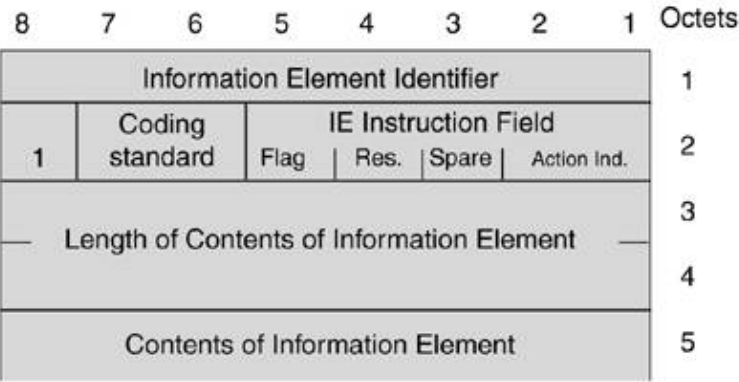 8 7 6 5 4 3 2 1 Octets
Information Element Identifier 1
Coding IE Instruction Field
1 standard Flag Res. Spare Action Ind. 2
3
Length of Contents of Information Element
4
Contents of Information Element 5